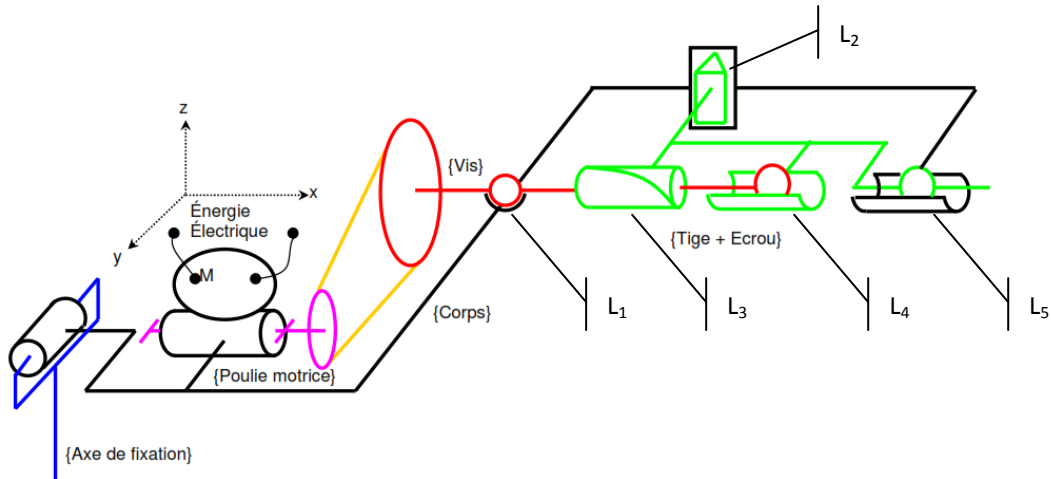 L2
z
{Vis}
x
Énergie
Électrique
y
M
{Tige + Ecrou}
{Corps}
L1
L3
L4
L5
{Poulie motrice}
{Axe de fixation}